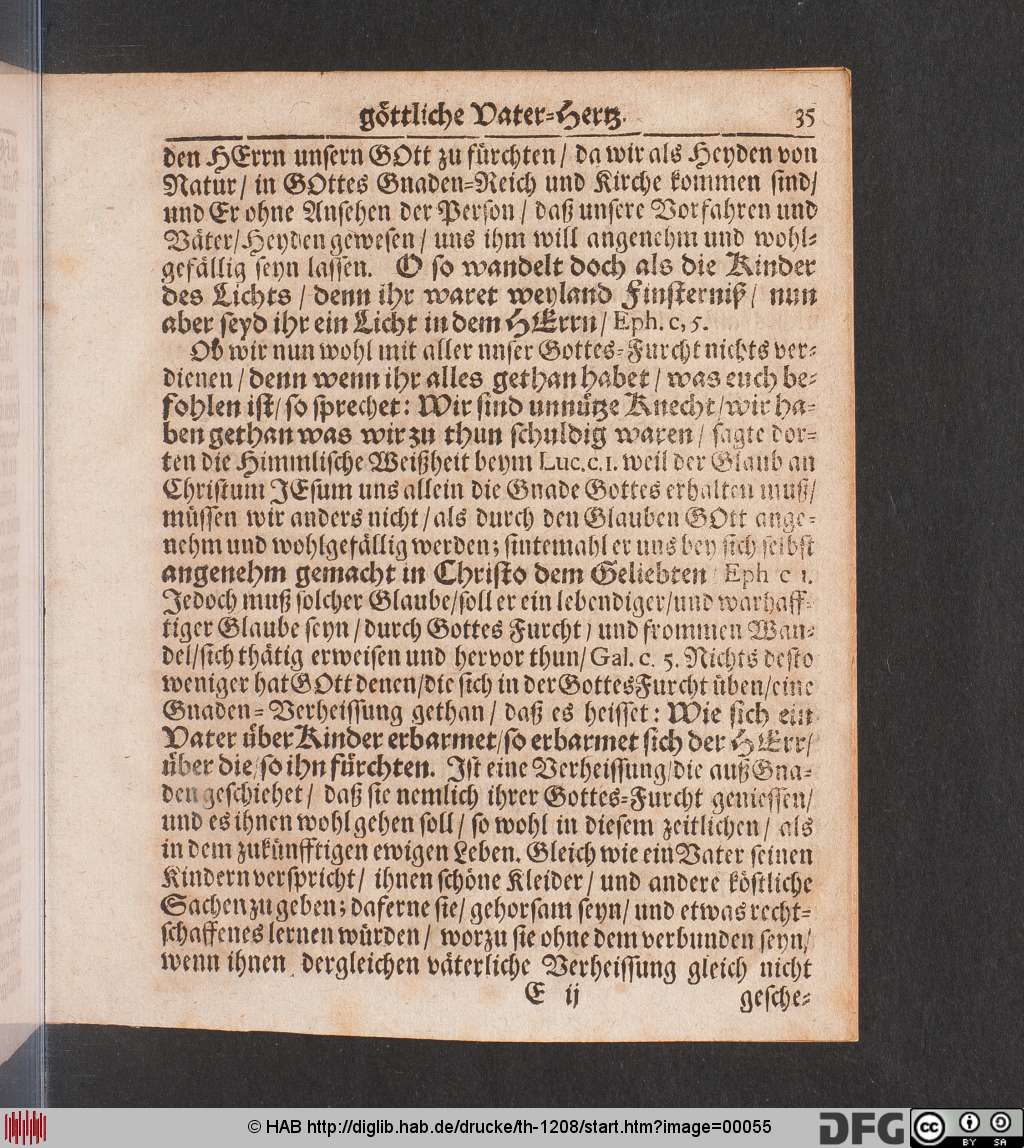 göttliche Vater-Hertz. 35
den HErrn unsern GOtt zu fürchten / da wir als Heyden von
Natur / in GOttes Gnaden-Reich und Kirche kommen sind/
und Er ohne Ansehen der Person / daß unsere Vorfahren und
Väter/Heyden gewesen / uns ihm will angenehm und wohl-
gefällig seyn lassen. O so wandelt doch als die Kinder
des Lichts / denn ihr waret weyland Finsterniß / nun
aber seyd ihr ein Licht in dem HErrn/ Eph. c, 5.
Ob wir nun wohl mit aller nnser Gottes-Furcht nichts ver-
dienen / denn wenn ihr alles gethan habet / was euch be-
fohlen ist/ so sprechet: Wir sind unnütze Knecht/wir ha-
ben gethan was wir zu thun schuldig waren / sagte dor-
ten die Himmlische Weißheit beym Luc. c. 1. weil der Glaub an
Christum JEsum uns allein die Gnade Gottes erhalten muß/
müssen wir anders nicht / als durch den Glauben GOtt ange-
nehm und wohlgefällig werden; sintemahl er uns bey sich selbst
angenehm gemacht in Christo dem Geliebten / Eph c 1.
Jedoch muß solcher Glaube/soll er ein lebendiger/und warhaff-
tiger Glaube seyn / durch Gottes Furcht / und frommen Wan-
del/sich thätig erweisen und hervor thun/ Gal. c. 5. Nichts desto
weniger hat GOtt denen/die sich in der GottesFurcht üben/eine
Gnaden-Verheissung gethan / daß es heisset: Wie sich ein
Vater über Kinder erbarmet/so erbarmet sich der HErr/
über die/so ihn fürchten. Ist eine Verheissung/die auß Gna-
den geschiehet / daß sie nemlich ihrer Gottes-Furcht geniessen/
und es ihnen wohl gehen soll / so wohl in diesem zeitlichen / als
in dem zukünfftigen ewigen Leben. Gleich wie ein Vater seinen
Kindern verspricht / ihnen schöne Kleider / und andere köstliche
Sachen zu geben; daferne sie/ gehorsam seyn/ und etwas recht-
schaffenes lernen würden / worzu sie ohne dem verbunden seyn/
wenn ihnen dergleichen väterliche Verheissung gleich nicht
E ij gesche-
© HAB http://diglib.hab.de/drucke/th-1208/start.htm?image=00055
DFG cc BY SA